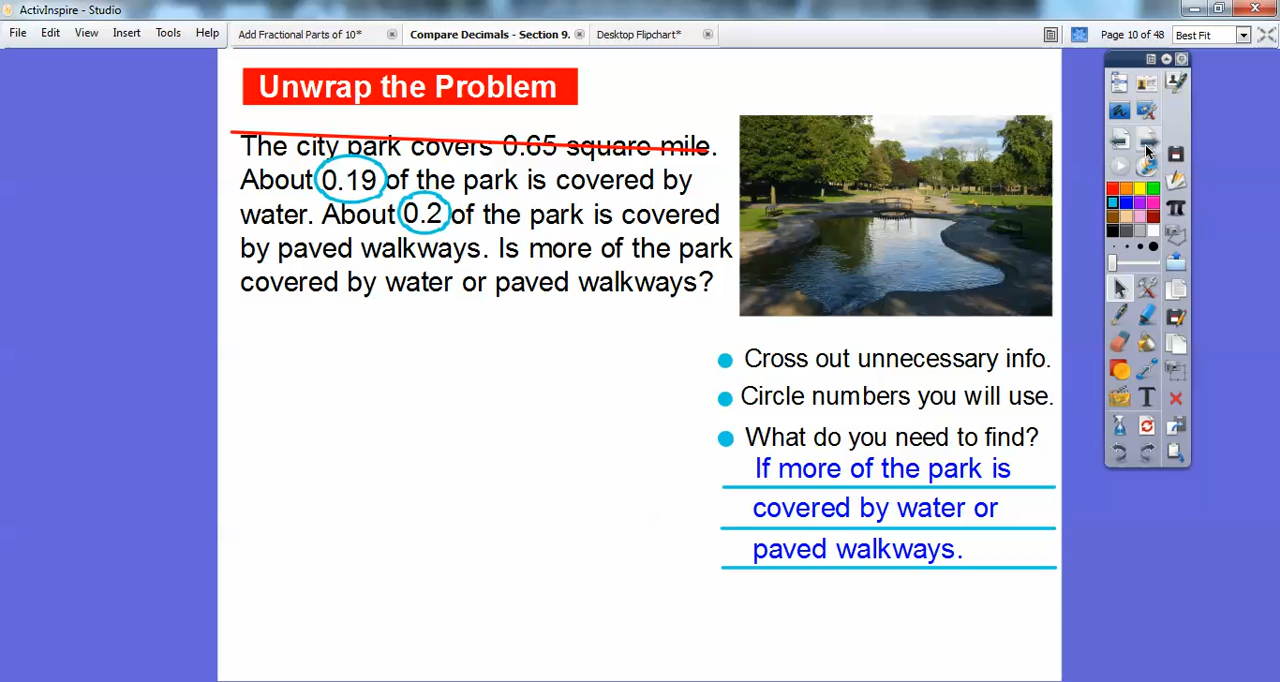 ActivInspire - Studio
File Edit View Insert Tools Help
Add Fractional Parts of 10* Compare Decimals - Section 9. Desktop Flipchart*
Page 10 of 48 Best Fit
Unwrap the Problem
The city park covers 0.65 square mile.
About 0.19 of the park is covered by
water. About 0.2 of the park is covered
by paved walkways. Is more of the park
covered by water or paved walkways?
Cross out unnecessary info.
Circle numbers you will use.
What do you need to find?
If more of the park is
covered by water or
paved walkways.